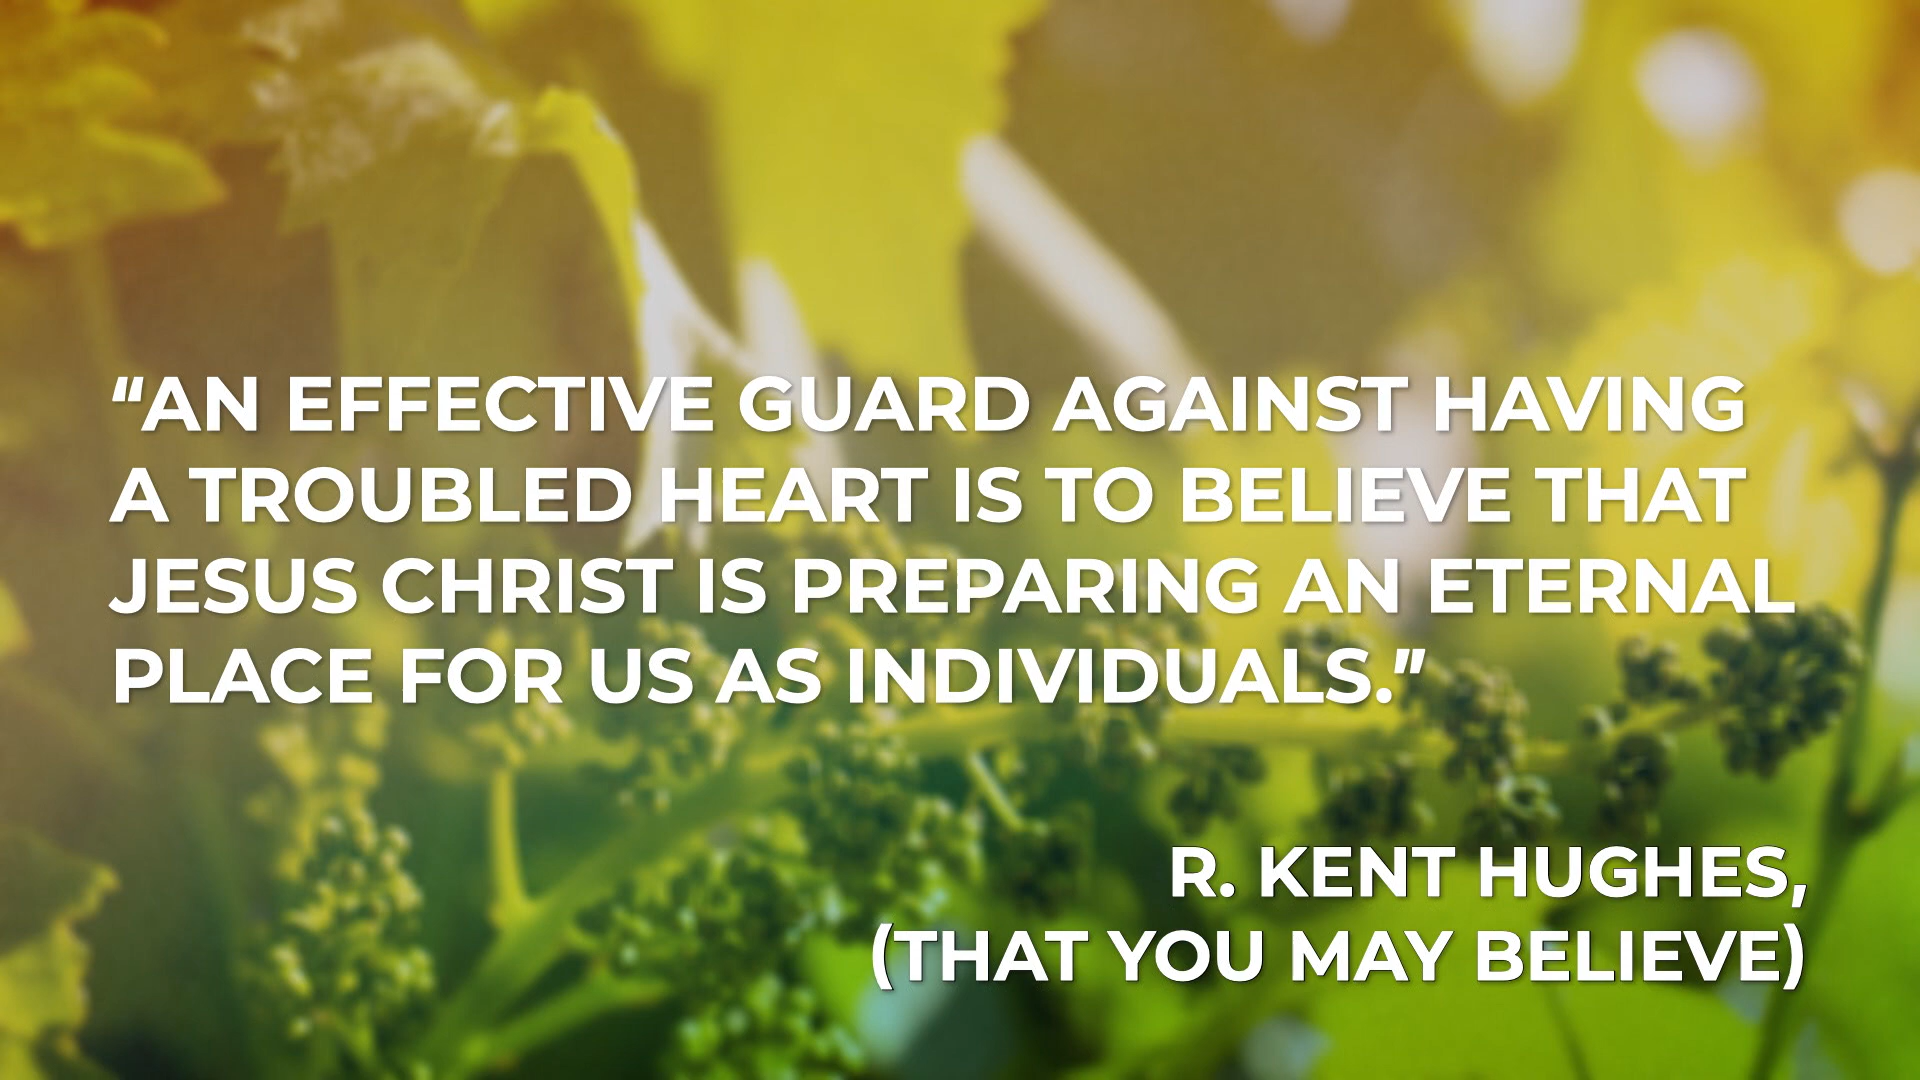 "AN EFFECTIVE GUARD AGAINST HAVING
A TROUBLED HEART IS TO BELIEVE THAT
JESUS CHRIST IS PREPARING AN ETERNAL
PLACE FOR US AS INDIVIDUALS."
R. KENT HUGHES,
(THAT YOU MAY BELIEVE)